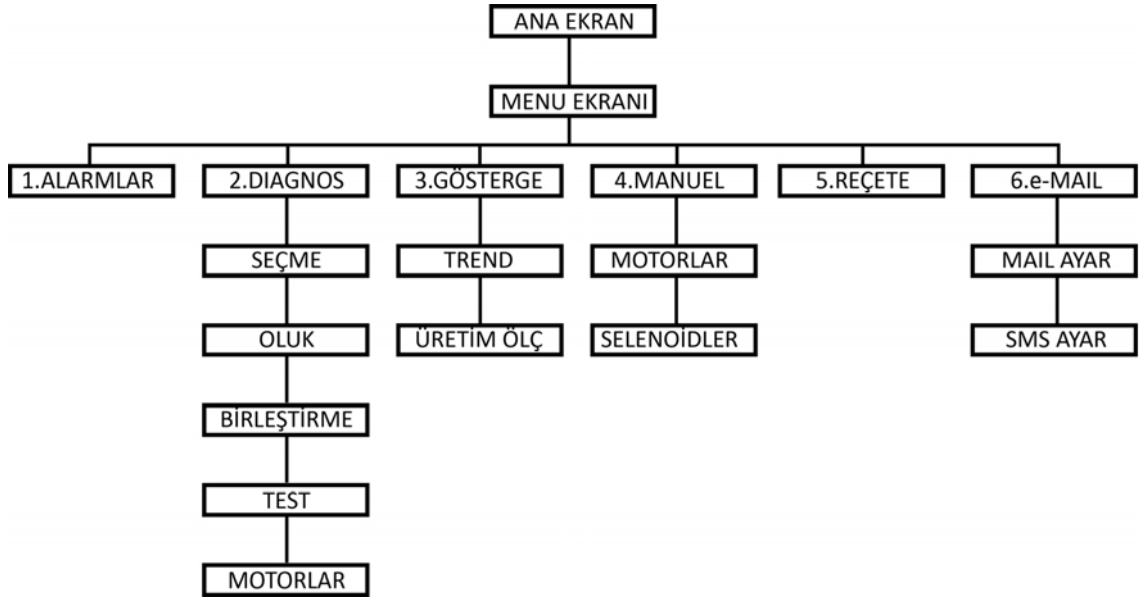 ANA EKRAN
MENU EKRANI
1.ALARMLAR
2.DIAGNOS
3.GÖSTERGE
4.MANUEL
5.REÇETE
6.e-MAIL
SEÇME
TREND
MOTORLAR
MAIL AYAR
OLUK
ÜRETİM ÖLÇ
SELENOİDLER
SMS AYAR
BİRLEŞTİRME
TEST
MOTORLAR